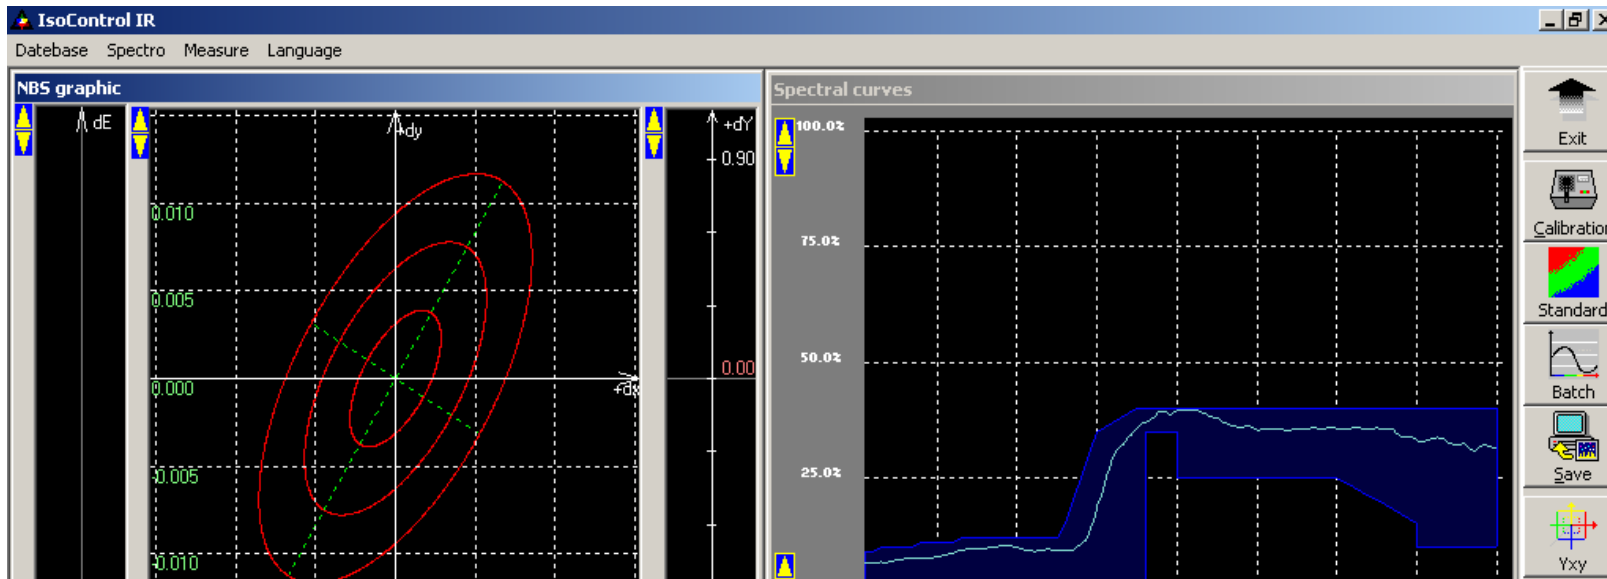 IsoControl IR
Datebase Spectro Measure Language
NBS graphic
dE
+dy
0.010
0.005
0.000
-0.005
-0.010
+dx
+dY
0.90
0.00
Spectral curves
100.0%
75.0%
50.0%
25.0%
Exit
Calibration
Standard
Batch
Save
Yxy